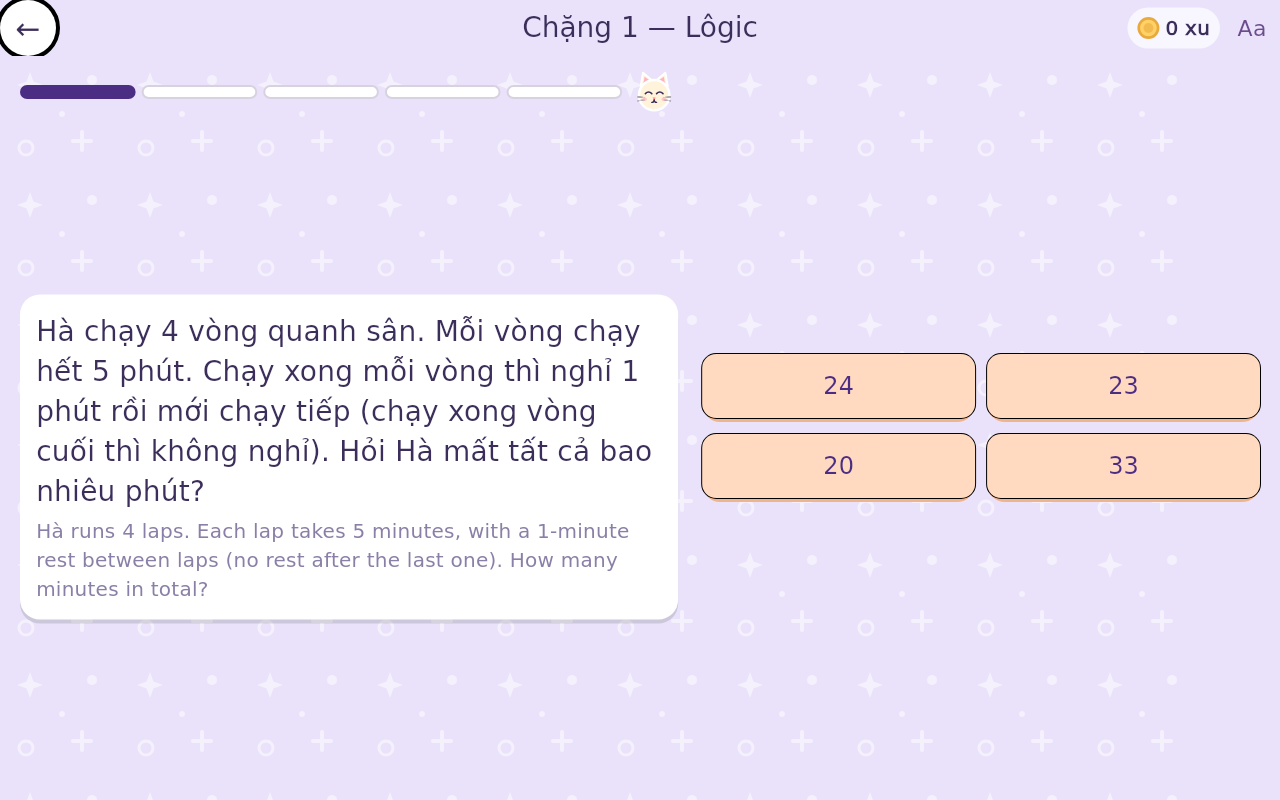 ←
Chặng 1 — Lôgic
0 xu
Aa
Hà chạy 4 vòng quanh sân. Mỗi vòng chạy
hết 5 phút. Chạy xong mỗi vòng thì nghỉ 1
phút rồi mới chạy tiếp (chạy xong vòng
cuối thì không nghỉ). Hỏi Hà mất tất cả bao
nhiêu phút?
Hà runs 4 laps. Each lap takes 5 minutes, with a 1-minute
rest between laps (no rest after the last one). How many
minutes in total?
24
23
20
33